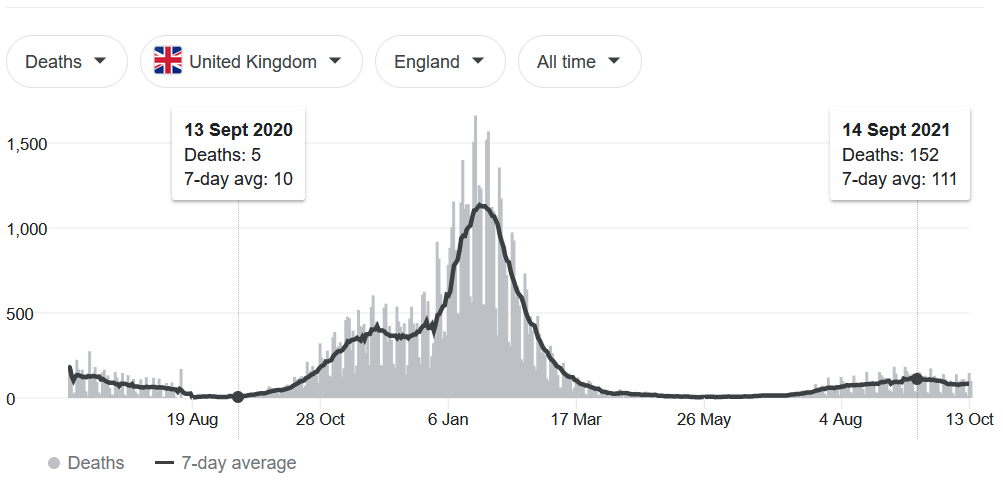 Deaths United Kingdom England All time
13 Sept 2020
Deaths: 5
7-day avg: 10
14 Sept 2021
Deaths: 152
7-day avg: 111
1,500
1,000
500
0
19 Aug 28 Oct 6 Jan 17 Mar 26 May 4 Aug 13 Oct
Deaths 7-day average